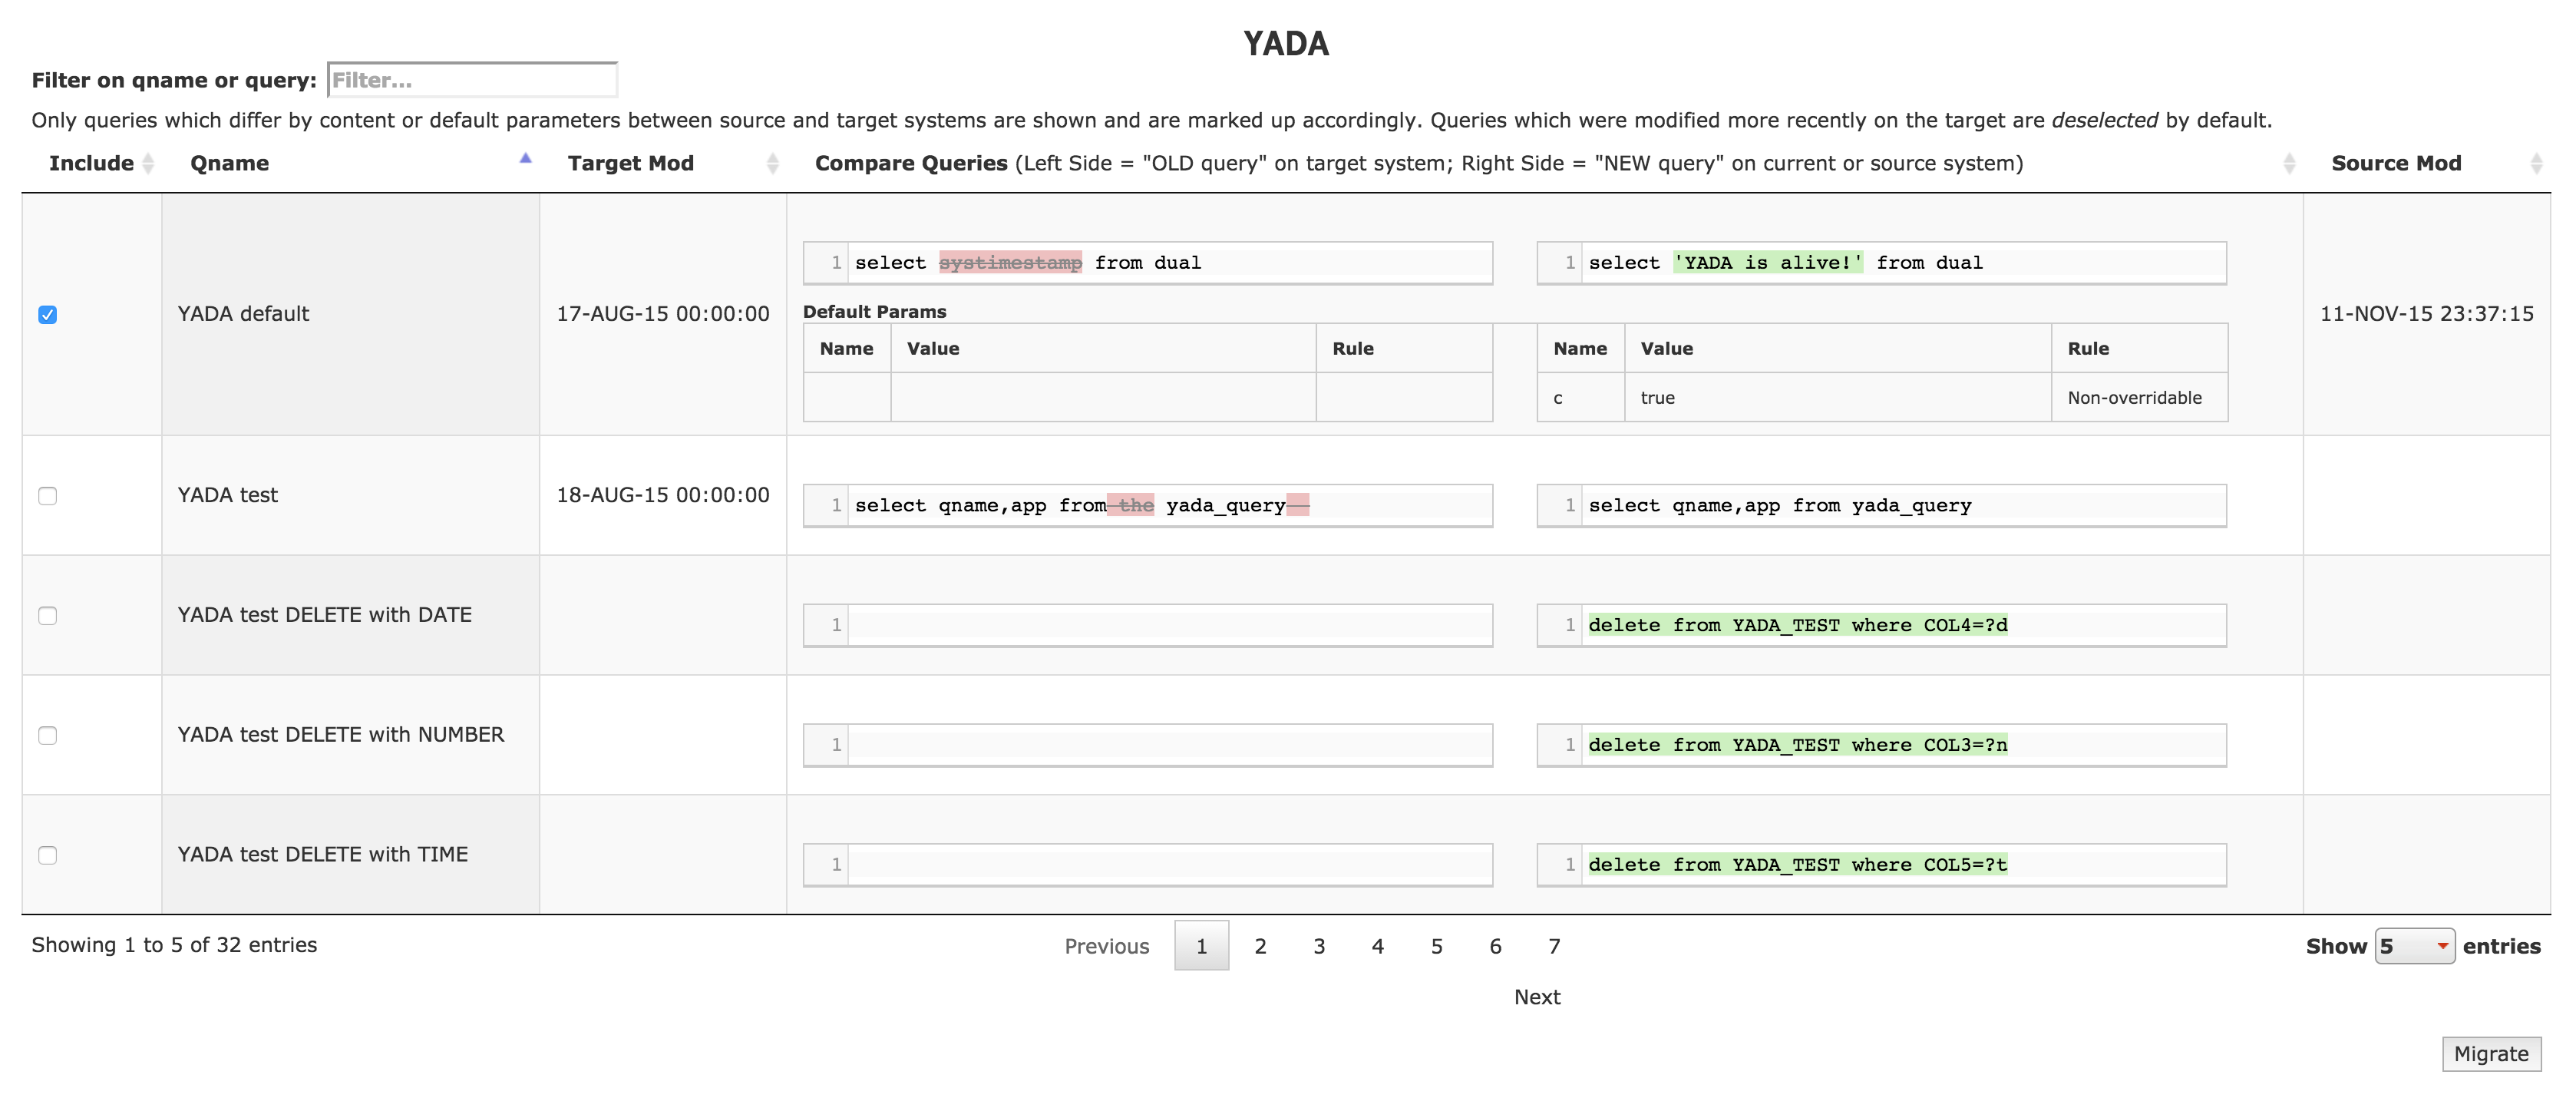 YADA
Filter on qname or query: Filter...
Only queries which differ by content or default parameters between source and target systems are shown and are marked up accordingly. Queries which were modified more recently on the target are deselected by default.
Include Qname Target Mod Compare Queries (Left Side = "OLD query" on target system; Right Side = "NEW query" on current or source system) Source Mod
YADA default 17-AUG-15 00:00:00 11-NOV-15 23:37:15
1 select systimestamp from dual 1 select 'YADA is alive!' from dual
Default Params
Name Value Rule Name Value Rule
c true Non-overridable
YADA test 18-AUG-15 00:00:00
1 select qname,app from the yada_query 1 select qname,app from yada_query
YADA test DELETE with DATE
1 1 delete from YADA_TEST where COL4=?d
YADA test DELETE with NUMBER
1 1 delete from YADA_TEST where COL3=?n
YADA test DELETE with TIME
1 1 delete from YADA_TEST where COL5=?t
Showing 1 to 5 of 32 entries Previous 1 2 3 4 5 6 7 Show 5 entries
Next
Migrate